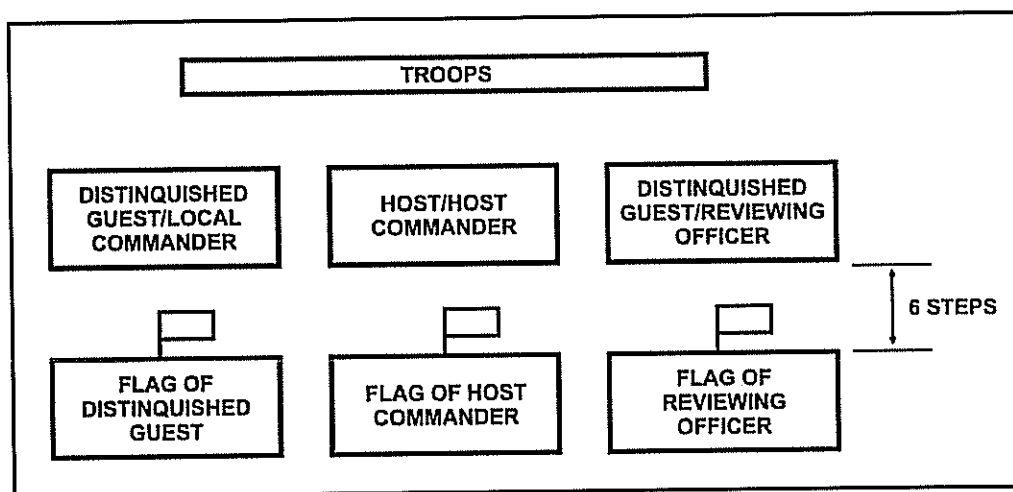 TROOPS
DISTINQUISHED
GUEST/LOCAL
COMMANDER
HOST/HOST
COMMANDER
DISTINQUISHED
GUEST/REVIEWING
OFFICER
6 STEPS
FLAG OF
DISTINQUISHED
GUEST
FLAG OF HOST
COMMANDER
FLAG OF
REVIEWING
OFFICER